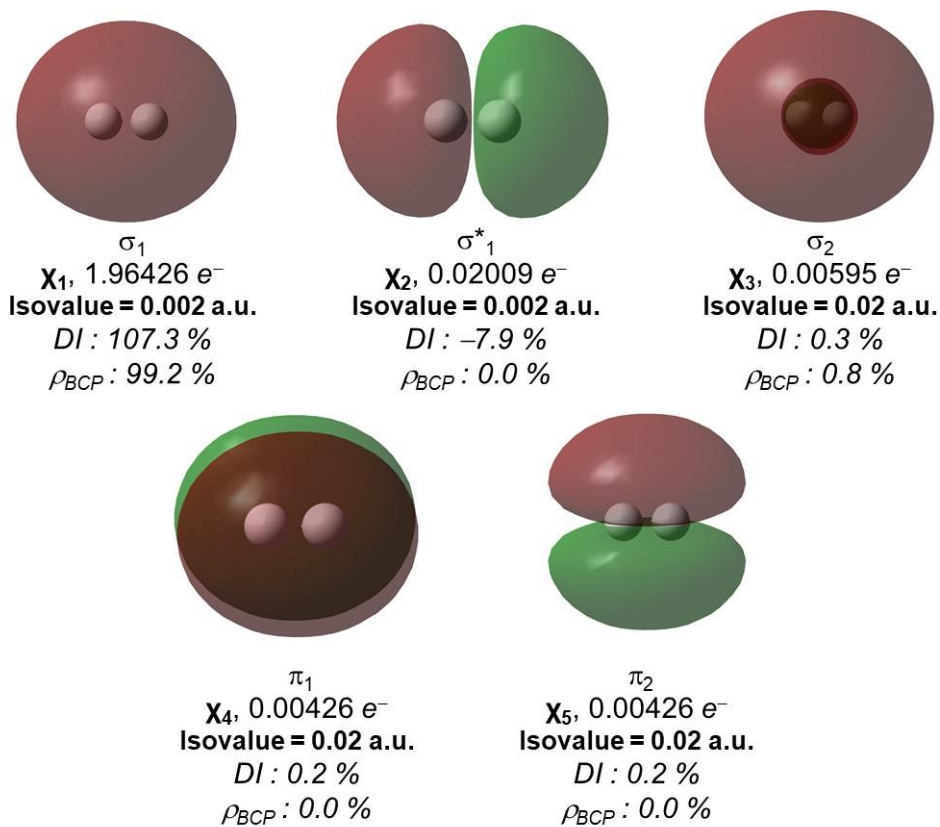 σ₁
χ₁, 1.96426 e⁻
Isovalue = 0.002 a.u.
DI : 107.3 %
ρBCP : 99.2 %
σ*₁
χ₂, 0.02009 e⁻
Isovalue = 0.002 a.u.
DI : –7.9 %
ρBCP : 0.0 %
σ₂
χ₃, 0.00595 e⁻
Isovalue = 0.02 a.u.
DI : 0.3 %
ρBCP : 0.8 %
π₁
χ₄, 0.00426 e⁻
Isovalue = 0.02 a.u.
DI : 0.2 %
ρBCP : 0.0 %
π₂
χ₅, 0.00426 e⁻
Isovalue = 0.02 a.u.
DI : 0.2 %
ρBCP : 0.0 %